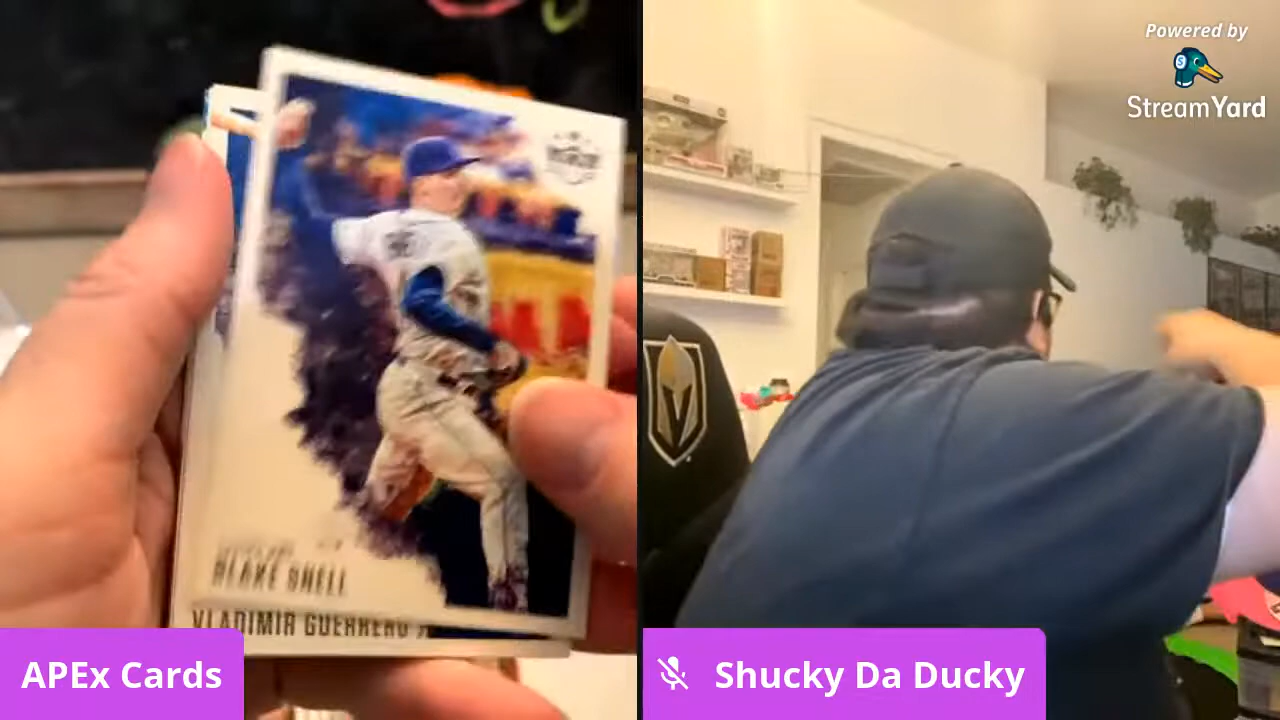 BLAKE SNELL
VLADIMIR GUERRERO
APEx Cards
Powered by
StreamYard
Shucky Da Ducky